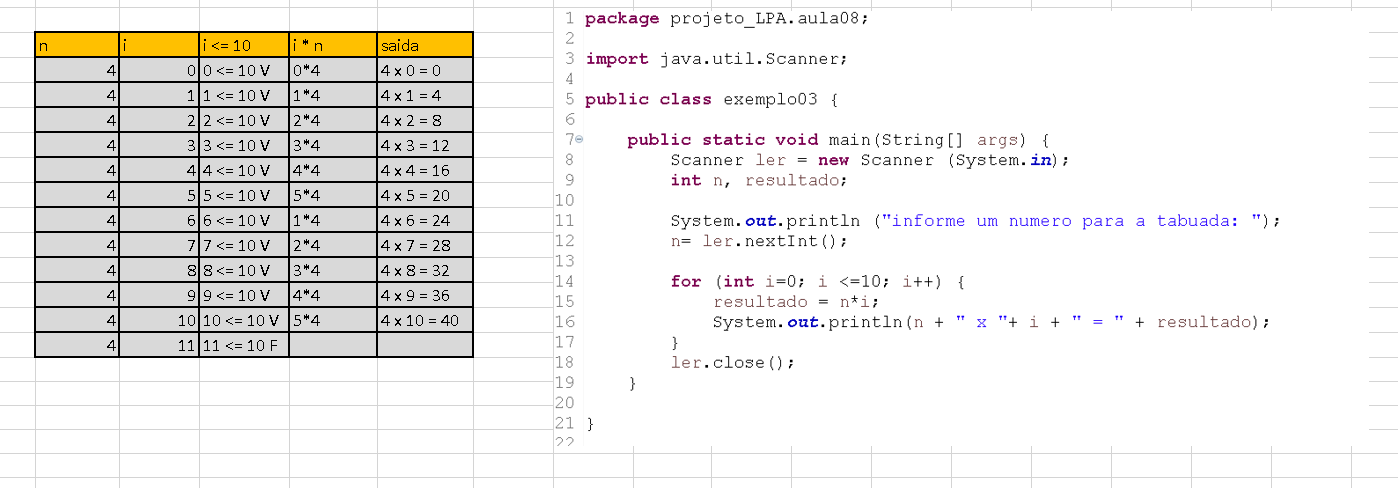 n i i <= 10 i * n saida
4 0 0 <= 10 V 0*4 4 x 0 = 0
4 1 1 <= 10 V 1*4 4 x 1 = 4
4 2 2 <= 10 V 2*4 4 x 2 = 8
4 3 3 <= 10 V 3*4 4 x 3 = 12
4 4 4 <= 10 V 4*4 4 x 4 = 16
4 5 5 <= 10 V 5*4 4 x 5 = 20
4 6 6 <= 10 V 1*4 4 x 6 = 24
4 7 7 <= 10 V 2*4 4 x 7 = 28
4 8 8 <= 10 V 3*4 4 x 8 = 32
4 9 9 <= 10 V 4*4 4 x 9 = 36
4 10 10 <= 10 V 5*4 4 x 10 = 40
4 11 11 <= 10 F
1 package projeto_LPA.aula08;
2
3 import java.util.Scanner;
4
5 public class exemplo03 {
6
7 public static void main(String[] args) {
8 Scanner ler = new Scanner (System.in);
9 int n, resultado;
10
11 System.out.println ("informe um numero para a tabuada: ");
12 n= ler.nextInt();
13
14 for (int i=0; i <=10; i++) {
15 resultado = n*i;
16 System.out.println(n + " x "+ i + " = " + resultado);
17 }
18 ler.close();
19 }
20
21 }
22